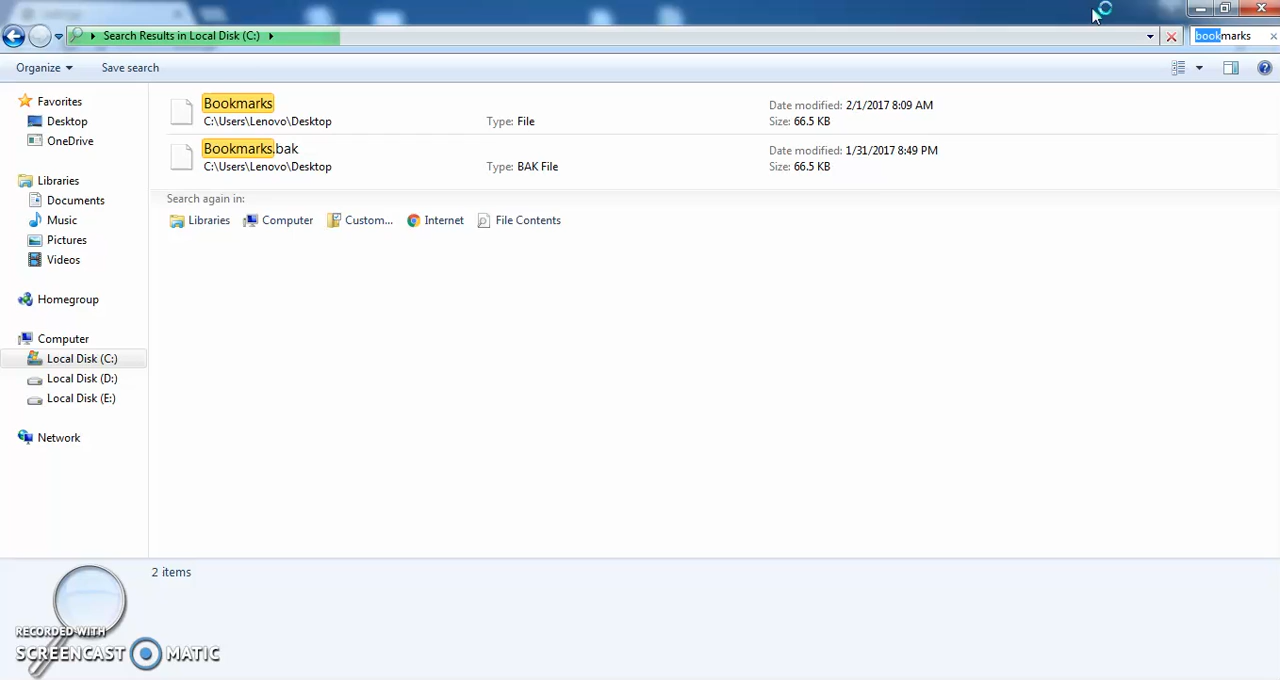 Search Results in Local Disk (C:)
bookmarks
Organize
Save search
Favorites
Desktop
OneDrive
Libraries
Documents
Music
Pictures
Videos
Homegroup
Computer
Local Disk (C:)
Local Disk (D:)
Local Disk (E:)
Network
Bookmarks
C:\Users\Lenovo\Desktop
Type: File
Date modified: 2/1/2017 8:09 AM
Size: 66.5 KB
Bookmarks.bak
C:\Users\Lenovo\Desktop
Type: BAK File
Date modified: 1/31/2017 8:49 PM
Size: 66.5 KB
Search again in:
Libraries Computer Custom... Internet File Contents
2 items
RECORDED WITH
SCREENCAST MATIC